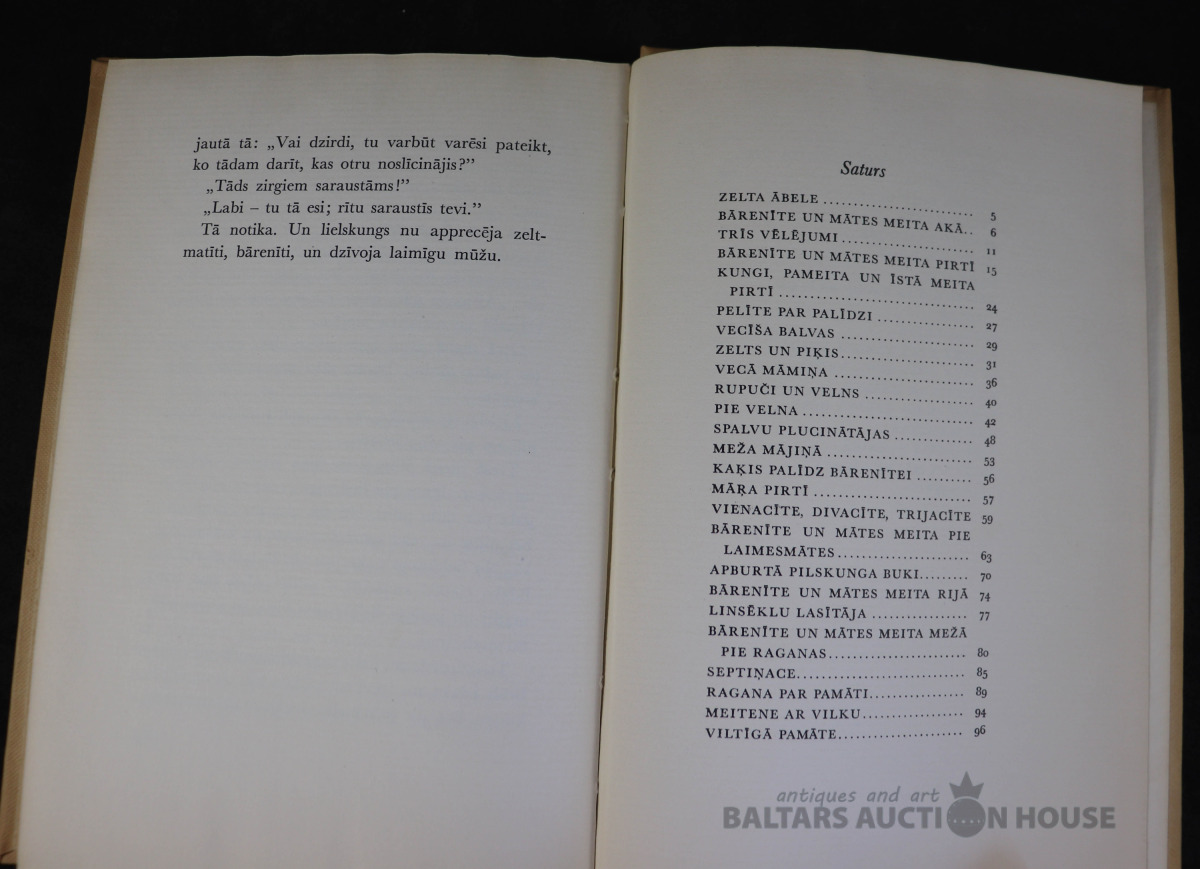 jautā tā: „Vai dzirdi, tu varbūt varēsi pateikt,
ko tādam darīt, kas otru noslīcinājis?”
„Tāds zirgiem saraustāms!”
„Labi – tu tā esi; rītu saraustīs tevi.”
Tā notika. Un lielskungs nu apprecēja zelt-
matīti, bārenīti, un dzīvoja laimīgu mūžu.
Saturs
ZELTA ĀBELE ........................ 5
BĀRENĪTE UN MĀTES MEITA AKĀ.. 6
TRĪS VĒLĒJUMI ...................... 11
BĀRENĪTE UN MĀTES MEITA PIRTĪ 15
KUNGI, PAMEITA UN ĪSTĀ MEITA
PIRTĪ ............................... 24
PELĪTE PAR PALĪDZI ............... 27
VECĪŠA BALVAS ..................... 29
ZELTS UN PIĶIS..................... 31
VECĀ MĀMIŅA ...................... 36
RUPUČI UN VELNS ................. 40
PIE VELNA ........................... 42
SPALVU PLUCINĀTĀJAS ............ 48
MEŽA MĀJIŅĀ ....................... 53
KAĶIS PALĪDZ BĀRENĪTEI ......... 56
MĀŖA PIRTĪ ......................... 57
VIENACĪTE, DIVACĪTE, TRIJACĪTE 59
BĀRENĪTE UN MĀTES MEITA PIE
LAIMESMĀTES ..................... 63
APBURTĀ PILSKUNGA BUKI........ 70
BĀRENĪTE UN MĀTES MEITA RIJĀ 74
LINSĒKLU LASĪTĀJA ............... 77
BĀRENĪTE UN MĀTES MEITA MEŽĀ
PIE RAGANAS...................... 80
SEPTIŅACE........................... 85
RAGANA PAR PAMĀTI............... 89
MEITENE AR VILKU................. 94
VILTĪGĀ PAMĀTE.................... 96
antiques and art
BALTARS AUCTION HOUSE